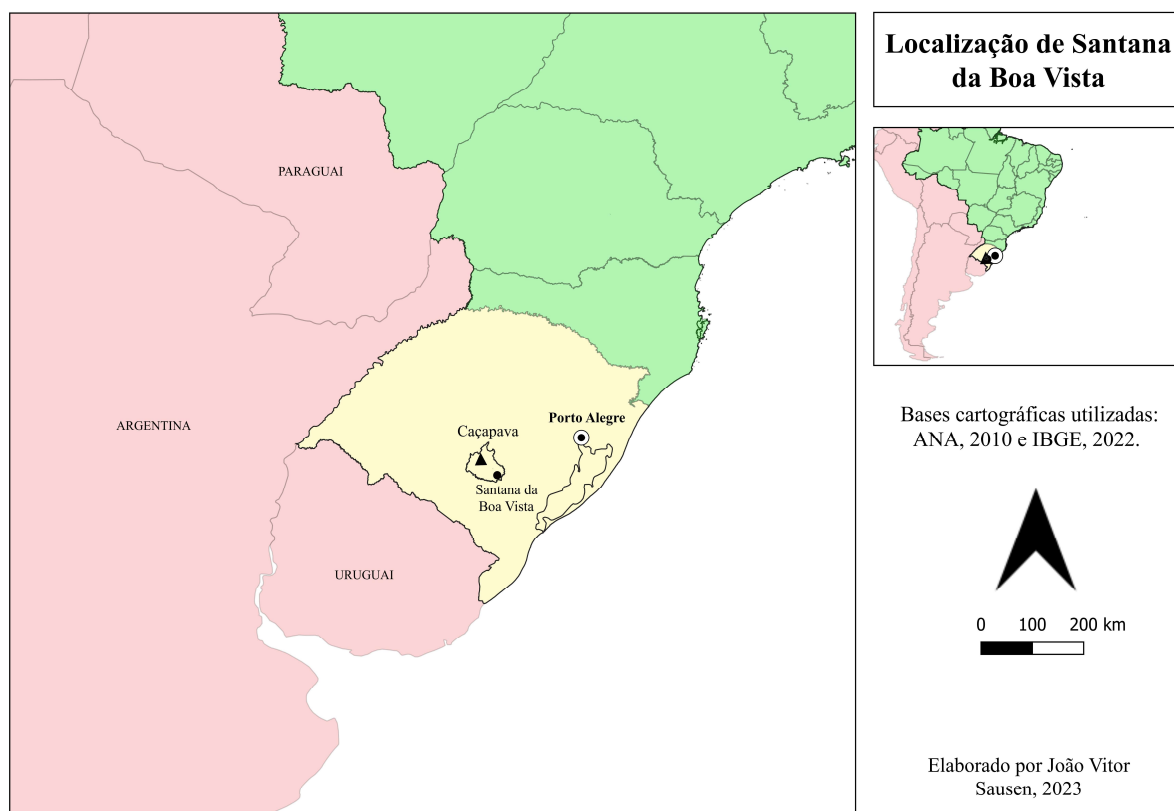 Localização de Santana
da Boa Vista
PARAGUAI
ARGENTINA
Porto Alegre
Caçapava
Santana da
Boa Vista
URUGUAI
Bases cartográficas utilizadas:
ANA, 2010 e IBGE, 2022.
0 100 200 km
Elaborado por João Vitor
Sausen, 2023